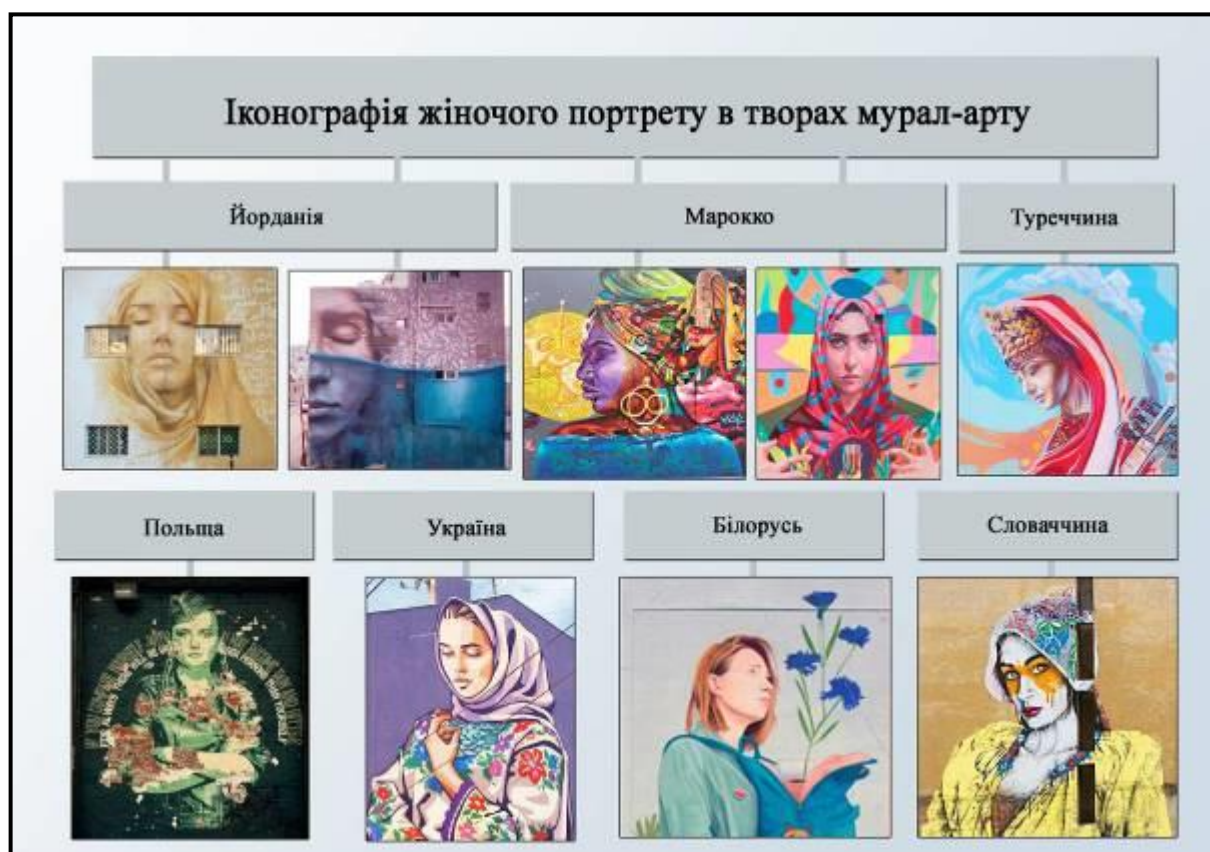 Іконографія жіночого портрету в творах мурал-арту
Йорданія
Марокко
Туреччина
Польща
Україна
Білорусь
Словаччина